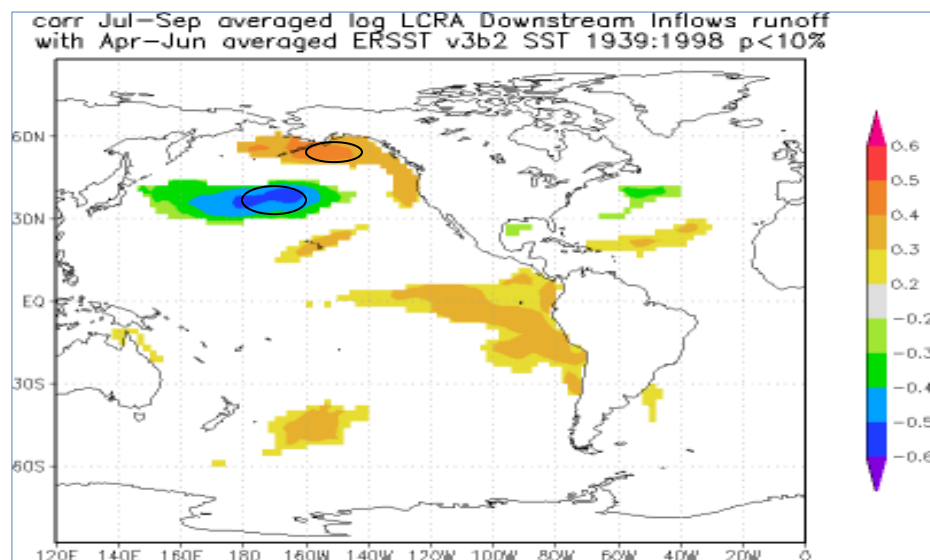 corr Jul-Sep averaged log LCRA Downstream Inflows runoff
with Apr-Jun averaged ERSST v3b2 SST 1939:1998 p<10%
60N
30N
EQ
30S
60S
120E 140E 160E 180 160W 140W 120W 100W 80W 60W 40W 20W 0
0.6
0.5
0.4
0.3
0.2
-0.2
-0.3
-0.4
-0.5
-0.6